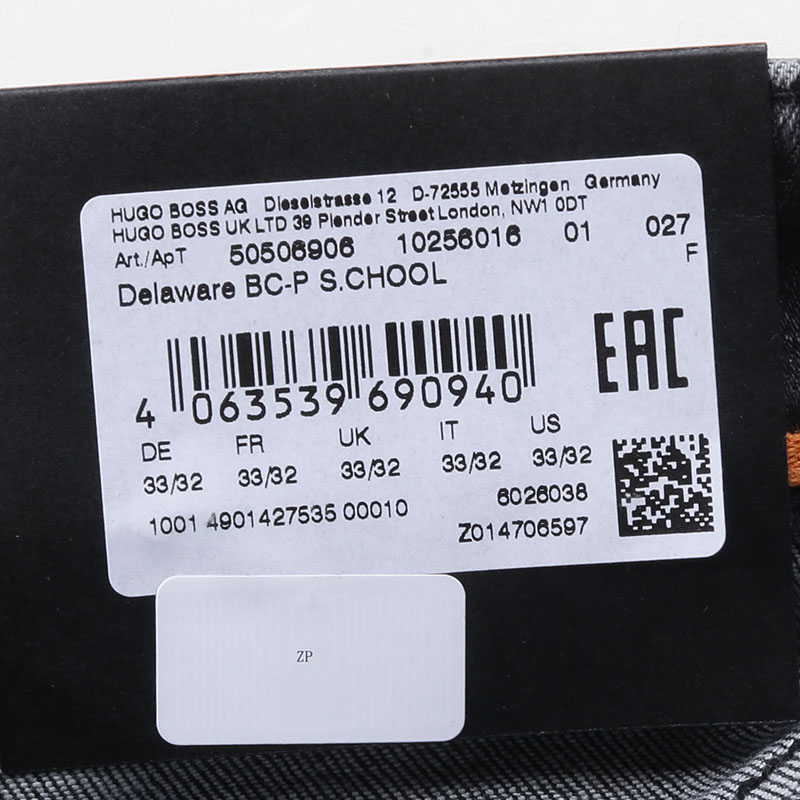 HUGO BOSS AG Dieselstrasse 12 D-72555 Metzingen Germany
HUGO BOSS UK LTD 39 Plender Street London, NW1 0DT
Art./ApT 50506906 10256016 01 027
F
Delaware BC-P S.CHOOL
EAC
4 063539 690940
DE FR UK IT US
33/32 33/32 33/32 33/32 33/32
1001 4901427535 00010 6026038
Z014706597
ZP